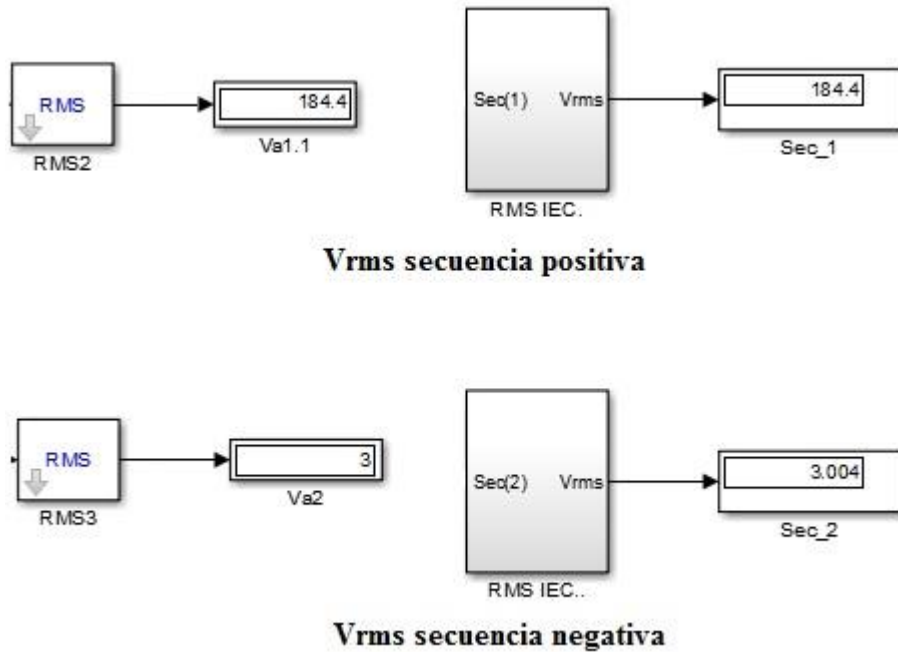 RMS
184.4
Va1.1
RMS2
Sec(1) Vrms
184.4
Sec_1
RMS IEC.
Vrms secuencia positiva
RMS
3
Va2
RMS3
Sec(2) Vrms
3.004
Sec_2
RMS IEC..
Vrms secuencia negativa